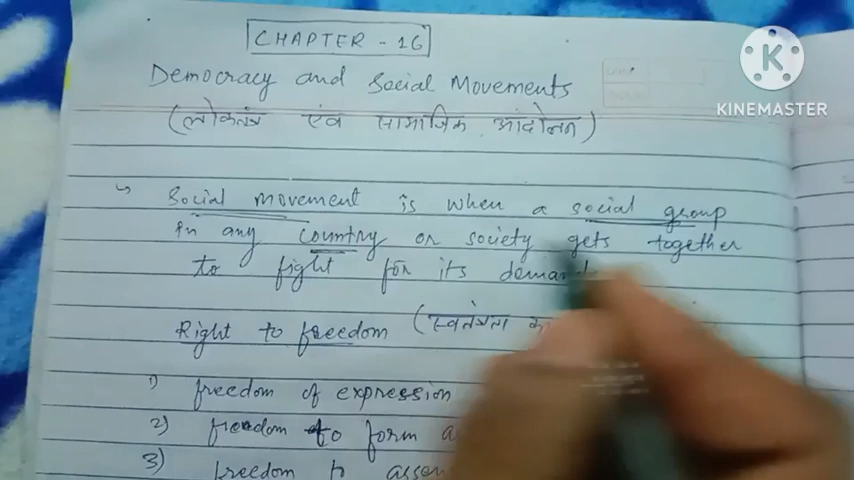 CHAPTER - 16
Democracy and Social Movements
(लोकतंत्र एंव सामाजिक आंदोलन)
Social movement is when a social group
in any country or society gets together
to fight for its
Right to freedom (स्वतंत्रता
1) freedom of expression
2) freedom to form
3) freedom to
KINEMASTER